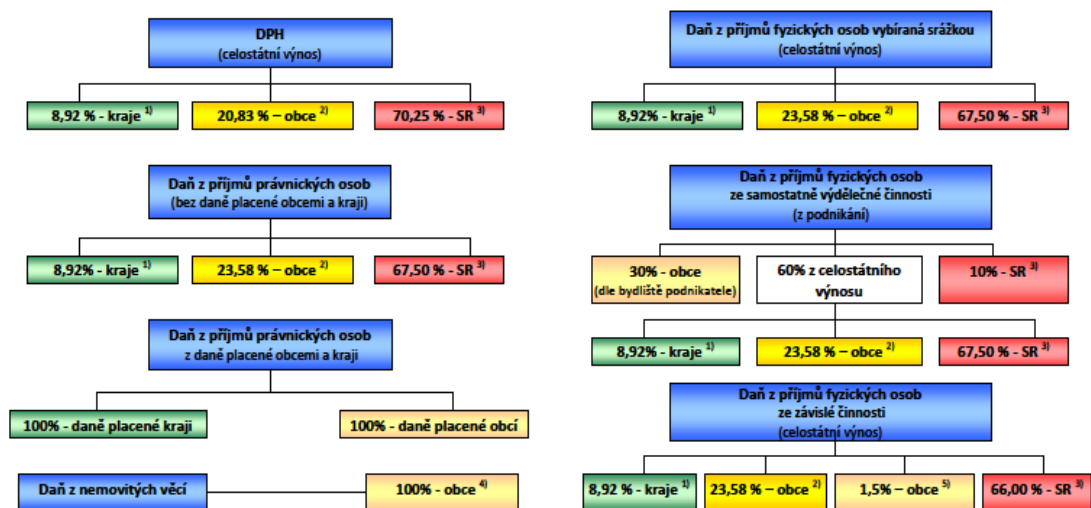 DPH
(celostátní výnos)
8,92 % - kraje 1)
20,83 % – obce 2)
70,25 % - SR 3)
Daň z příjmů právnických osob
(bez daně placené obcemi a kraji)
8,92% - kraje 1)
23,58 % – obce 2)
67,50 % - SR 3)
Daň z příjmů právnických osob
z daně placené obcemi a kraji
100% - daně placené kraji
100% - daně placené obcí
Daň z nemovitých věcí
100% - obce 4)
Daň z příjmů fyzických osob vybíraná srážkou
(celostátní výnos)
8,92% - kraje 1)
23,58 % – obce 2)
67,50 % - SR 3)
Daň z příjmů fyzických osob
ze samostatně výdělečné činnosti
(z podnikání)
30% - obce
(dle bydliště podnikatele)
60% z celostátního
výnosu
10% - SR 3)
8,92% - kraje 1)
23,58 % – obce 2)
67,50 % - SR 3)
Daň z příjmů fyzických osob
ze závislé činnosti
(celostátní výnos)
8,92 % - kraje 1)
23,58 % – obce 2)
1,5% – obce 5)
66,00 % - SR 3)